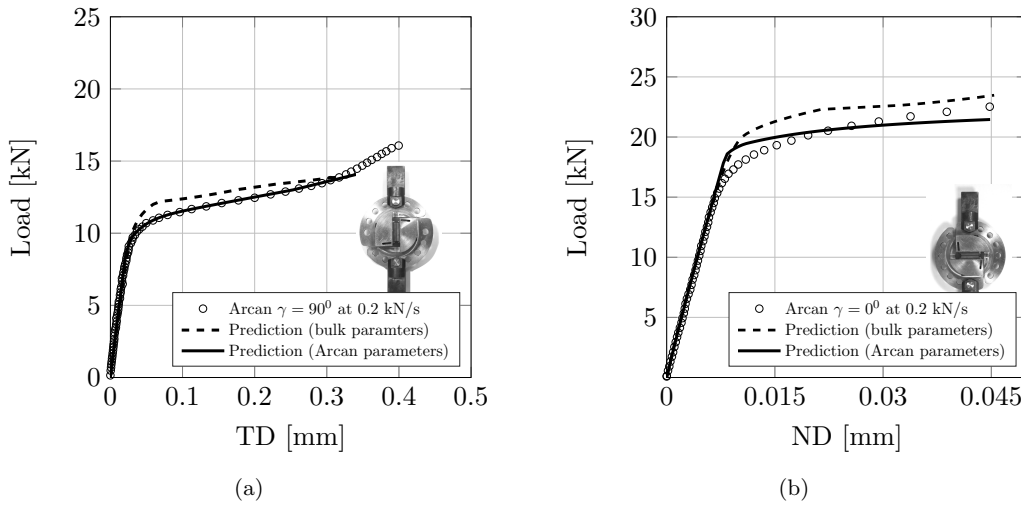 25
20
15
10
5
0
0 0.1 0.2 0.3 0.4 0.5
Load [kN]
TD [mm]
Arcan γ = 90⁰ at 0.2 kN/s
Prediction (bulk paramters)
Prediction (Arcan parameters)
(a)
30
25
20
15
10
5
0 0.015 0.03 0.045
Load [kN]
ND [mm]
Arcan γ = 0⁰ at 0.2 kN/s
Prediction (bulk paramters)
Prediction (Arcan parameters)
(b)